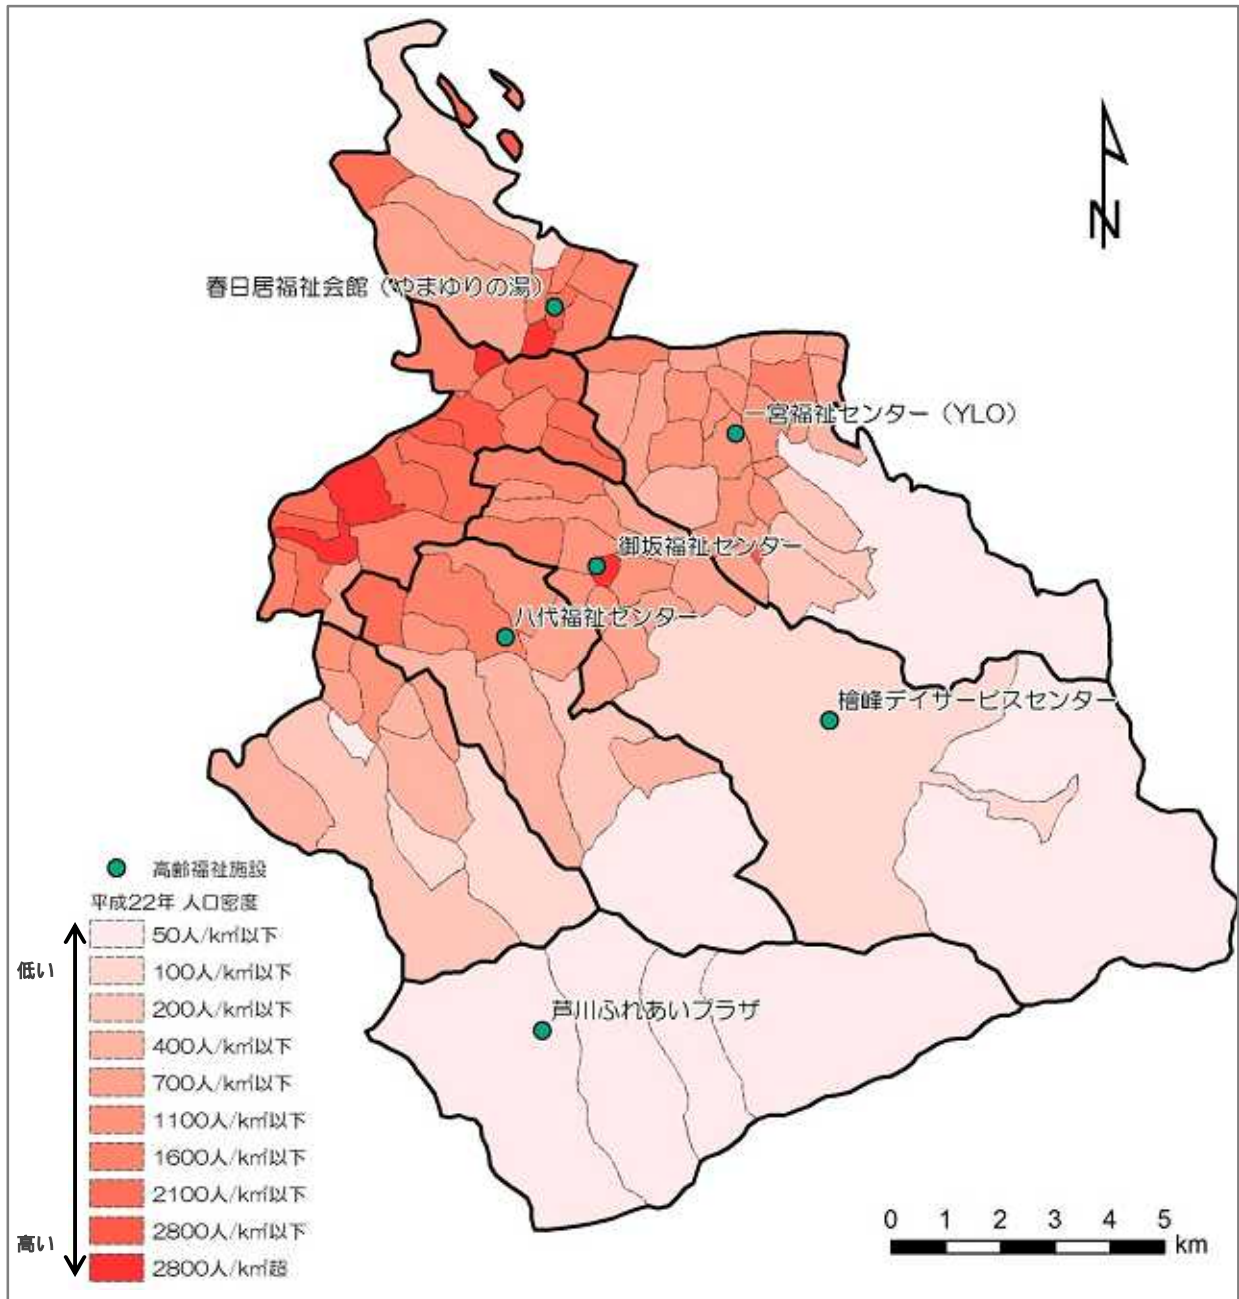 N
春日居福祉会館（やまゆりの湯）
一宮福祉センター（YLO）
御坂福祉センター
八代福祉センター
檜峰デイサービスセンター
芦川ふれあいプラザ
高齢福祉施設
平成22年 人口密度
低い
高い
50人/k㎡以下
100人/k㎡以下
200人/k㎡以下
400人/k㎡以下
700人/k㎡以下
1100人/k㎡以下
1600人/k㎡以下
2100人/k㎡以下
2800人/k㎡以下
2800人/k㎡超
0 1 2 3 4 5
km